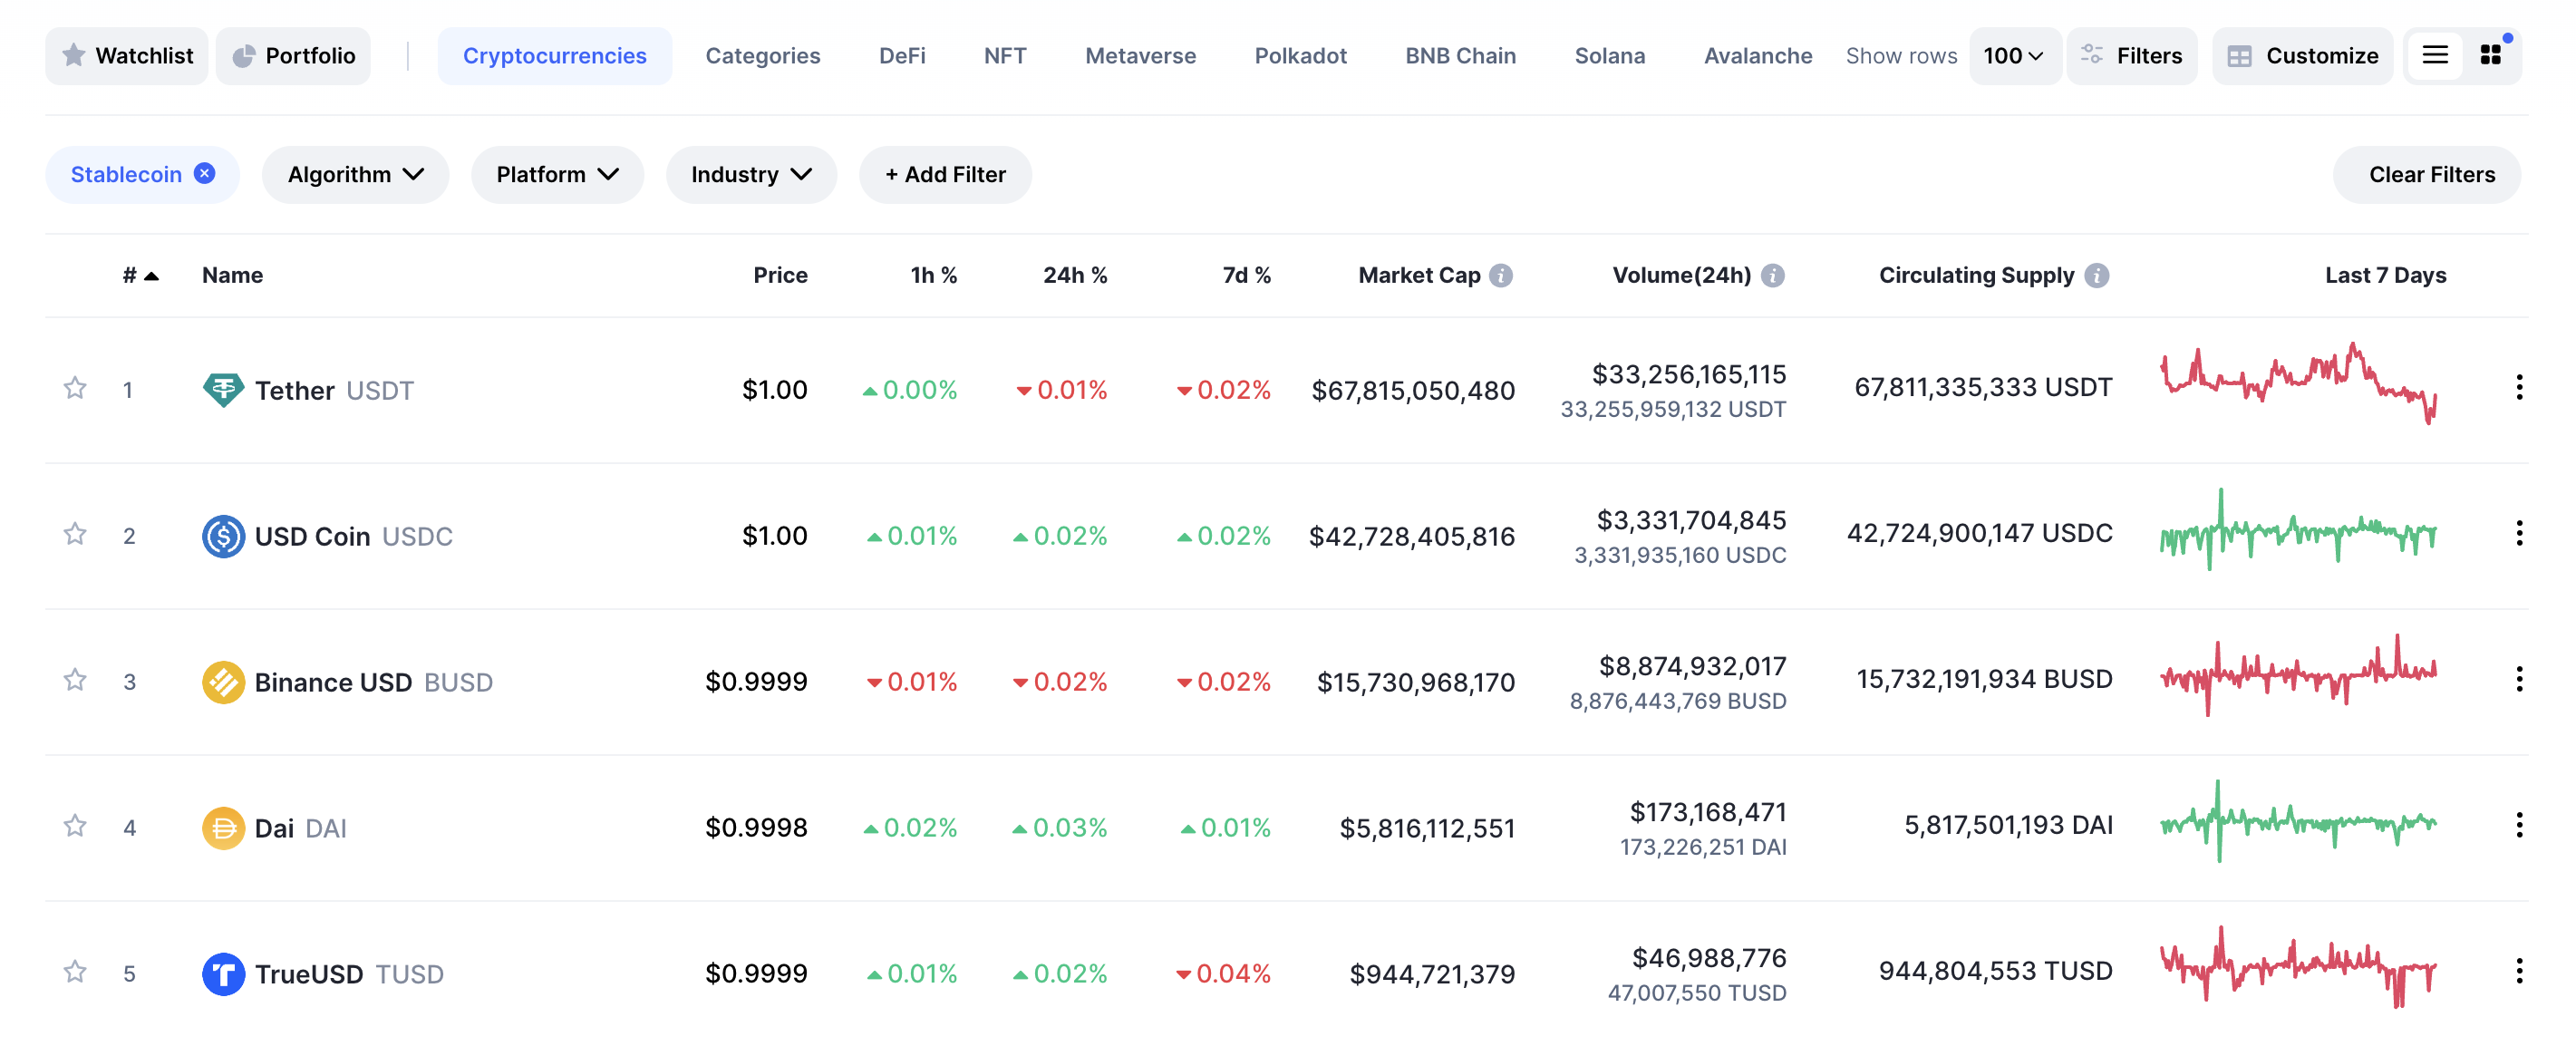 Watchlist Portfolio Cryptocurrencies Categories DeFi NFT Metaverse Polkadot BNB Chain Solana Avalanche Show rows 100 Filters Customize
Stablecoin Algorithm Platform Industry + Add Filter Clear Filters
# Name Price 1h % 24h % 7d % Market Cap Volume(24h) Circulating Supply Last 7 Days
1 Tether USDT $1.00 0.00% 0.01% 0.02% $67,815,050,480 $33,256,165,115 67,811,335,333 USDT
33,255,959,132 USDT
2 USD Coin USDC $1.00 0.01% 0.02% 0.02% $42,728,405,816 $3,331,704,845 42,724,900,147 USDC
3,331,935,160 USDC
3 Binance USD BUSD $0.9999 0.01% 0.02% 0.02% $15,730,968,170 $8,874,932,017 15,732,191,934 BUSD
8,876,443,769 BUSD
4 Dai DAI $0.9998 0.02% 0.03% 0.01% $5,816,112,551 $173,168,471 5,817,501,193 DAI
173,226,251 DAI
5 TrueUSD TUSD $0.9999 0.01% 0.02% 0.04% $944,721,379 $46,988,776 944,804,553 TUSD
47,007,550 TUSD